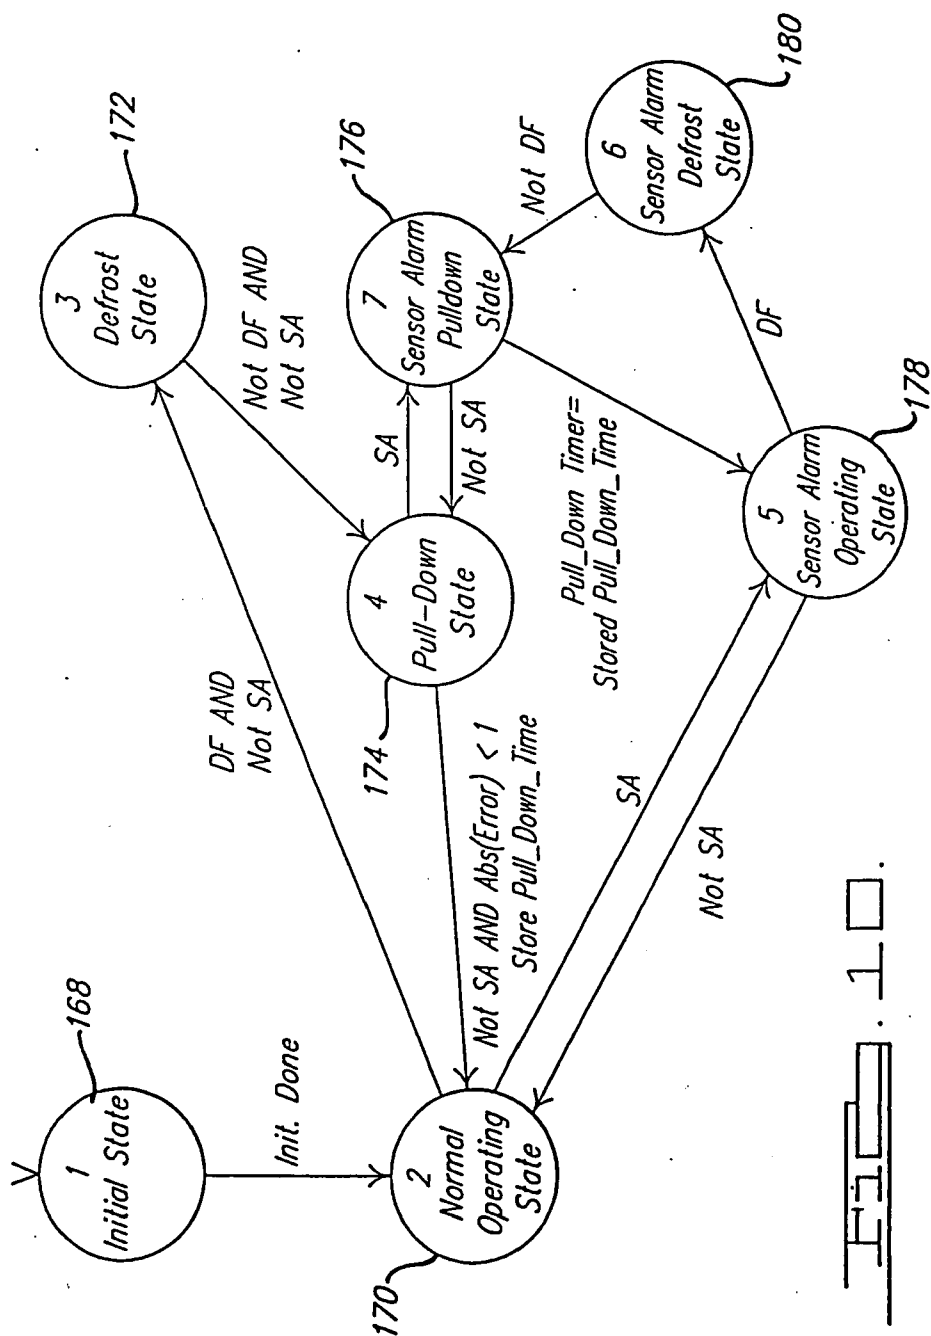 1
Initial State
168
Init. Done
2
Normal
Operating
State
170
DF AND
Not SA
3
Defrost
State
172
Not DF AND
Not SA
4
Pull-Down
State
174
SA
Not SA
7
Sensor Alarm
Pulldown
State
176
Not SA AND Abs(Error) < 1
Store Pull_Down_Time
Pull_Down Timer=
Stored Pull_Down_Time
Not DF
6
Sensor Alarm
Defrost
State
180
DF
5
Sensor Alarm
Operating
State
178
SA
Not SA
Fig. 10.